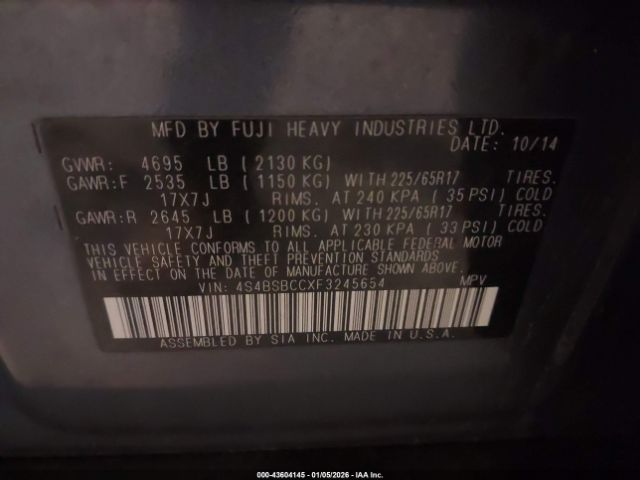 MFD BY FUJI HEAVY INDUSTRIES LTD.
DATE: 10/14
GVWR: 4695 LB (2130 KG)
GAWR:F 2535 LB (1150 KG) WITH 225/65R17 TIRES.
17X7J RIMS. AT 240 KPA (35 PSI) COLD
GAWR:R 2645 LB (1200 KG) WITH 225/65R17 TIRES.
17X7J RIMS. AT 230 KPA (33 PSI) COLD
THIS VEHICLE CONFORMS TO ALL APPLICABLE FEDERAL MOTOR
VEHICLE SAFETY AND THEFT PREVENTION STANDARDS
IN EFFECT ON THE DATE OF MANUFACTURE SHOWN ABOVE.
VIN: 4S4BSBCCXF3245654 MPV
ASSEMBLED BY SIA INC. MADE IN U.S.A.
000-43604145 - 01/05/2026 - Copyright © IAA, Inc.